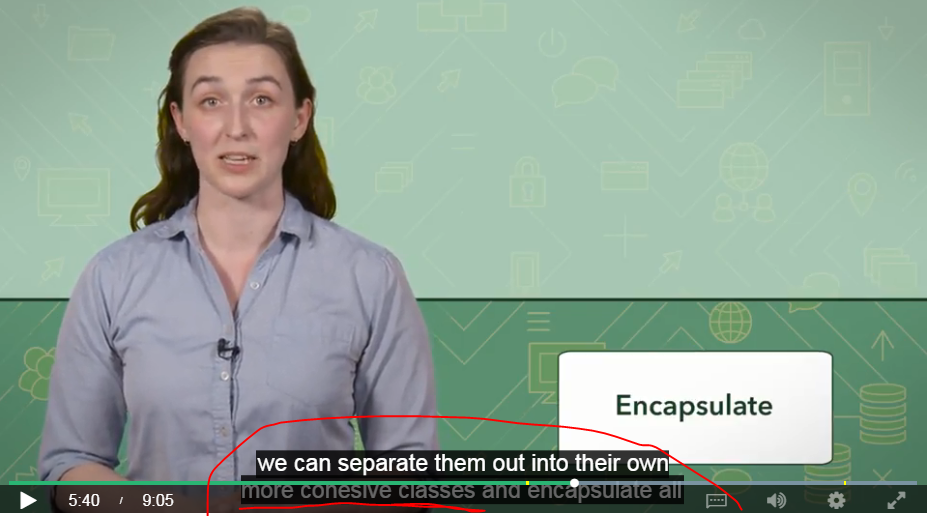 Encapsulate
we can separate them out into their own
more cohesive classes and encapsulate all
5:40 / 9:05